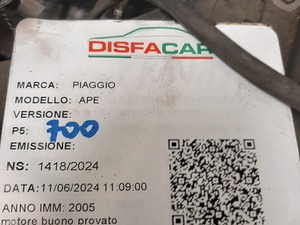 DISFACAR
MARCA: PIAGGIO
MODELLO: APE
VERSIONE:
P5: 700
EMISSIONE:
NS: 1418/2024
DATA:11/06/2024 11:09:00
ANNO IMM: 2005
motore buono provato